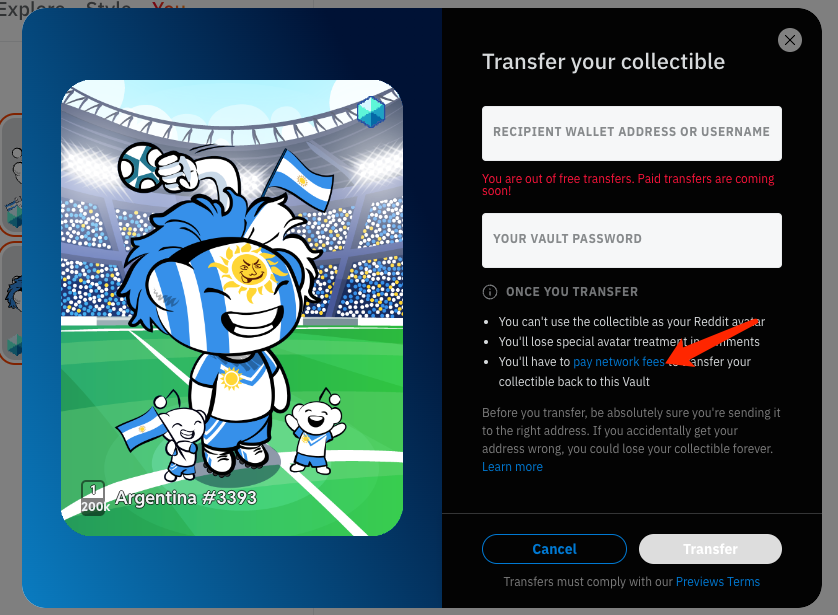 Explore Style You
Transfer your collectible
RECIPIENT WALLET ADDRESS OR USERNAME
You are out of free transfers. Paid transfers are coming
soon!
YOUR VAULT PASSWORD
ONCE YOU TRANSFER
You can't use the collectible as your Reddit avatar
You'll lose special avatar treatment in comments
You'll have to pay network fees to transfer your
collectible back to this Vault
Before you transfer, be absolutely sure you're sending it
to the right address. If you accidentally get your
address wrong, you could lose your collectible forever.
Learn more
1
200k
Argentina #3393
Cancel
Transfer
Transfers must comply with our Previews Terms